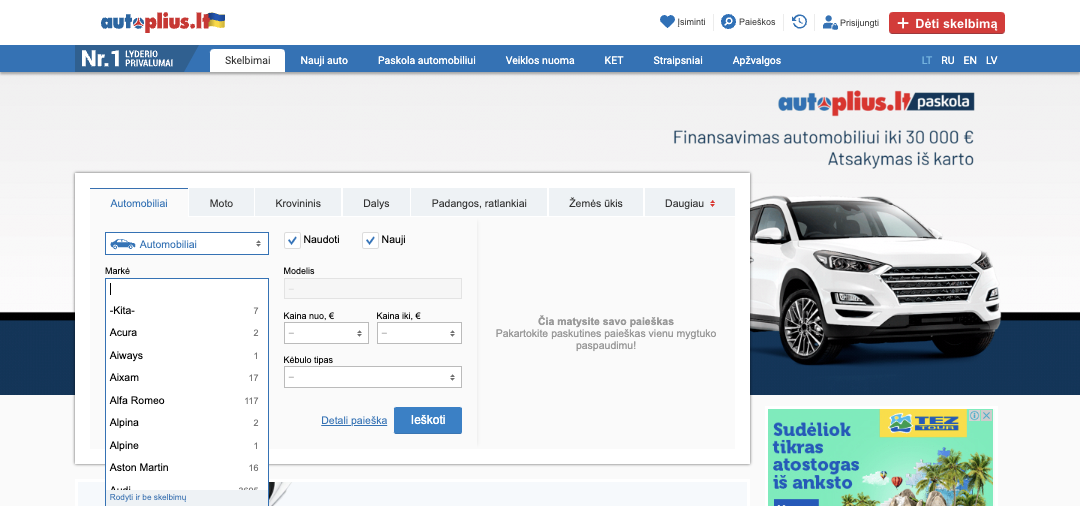 autoplius.lt
Įsiminti
Paieškos
Prisijungti
+ Dėti skelbimą
Nr.1 LYDERIO
PRIVALUMAI
Skelbimai
Nauji auto
Paskola automobiliui
Veiklos nuoma
KET
Straipsniai
Apžvalgos
LT RU EN LV
autoplius.lt paskola
Finansavimas automobiliui iki 30 000 €
Atsakymas iš karto
Automobiliai
Moto
Krovininis
Dalys
Padangos, ratlankiai
Žemės ūkis
Daugiau
Automobiliai
Naudoti
Nauji
Markė
-Kita- 7
Acura 2
Aiways 1
Aixam 17
Alfa Romeo 117
Alpina 2
Alpine 1
Aston Martin 16
Audi
Rodyti ir be skelbimų
Modelis
–
Kaina nuo, €
Kaina iki, €
–
–
Kėbulo tipas
–
Detali paieška
Ieškoti
Čia matysite savo paieškas
Pakartokite paskutines paieškas vienu mygtuko
paspaudimu!
TEZ
TOUR
Sudėliok
tikras
atostogas
iš anksto